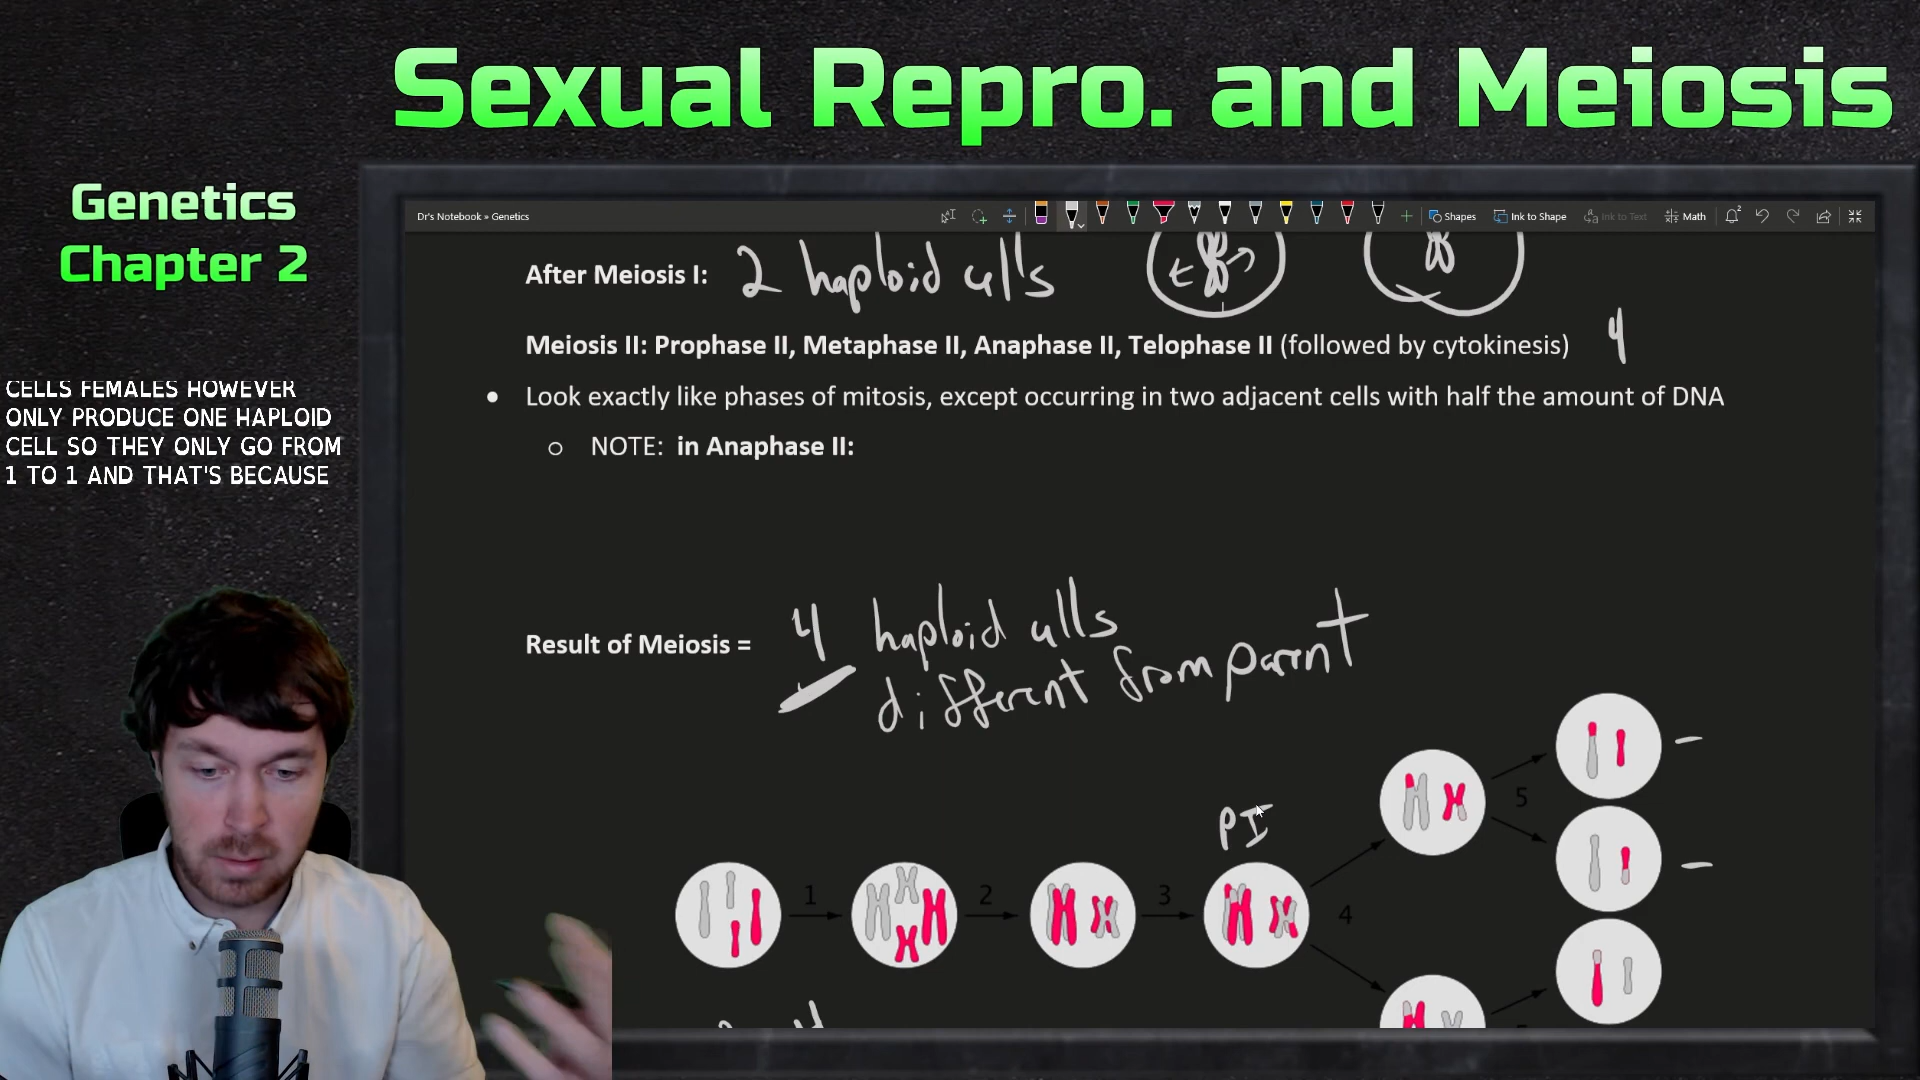 Sexual Repro. and Meiosis
Genetics
Chapter 2
Dr's Notebook » Genetics
Shapes
Ink to Shape
Ink to Text
Math
After Meiosis I: 2 haploid cells
Meiosis II: Prophase II, Metaphase II, Anaphase II, Telophase II (followed by cytokinesis) 4
CELLS FEMALES HOWEVER
ONLY PRODUCE ONE HAPLOID
CELL SO THEY ONLY GO FROM
1 TO 1 AND THAT'S BECAUSE
• Look exactly like phases of mitosis, except occurring in two adjacent cells with half the amount of DNA
o NOTE: in Anaphase II:
Result of Meiosis = 4 haploid cells
different from parent
PI
1
2
3
4
5